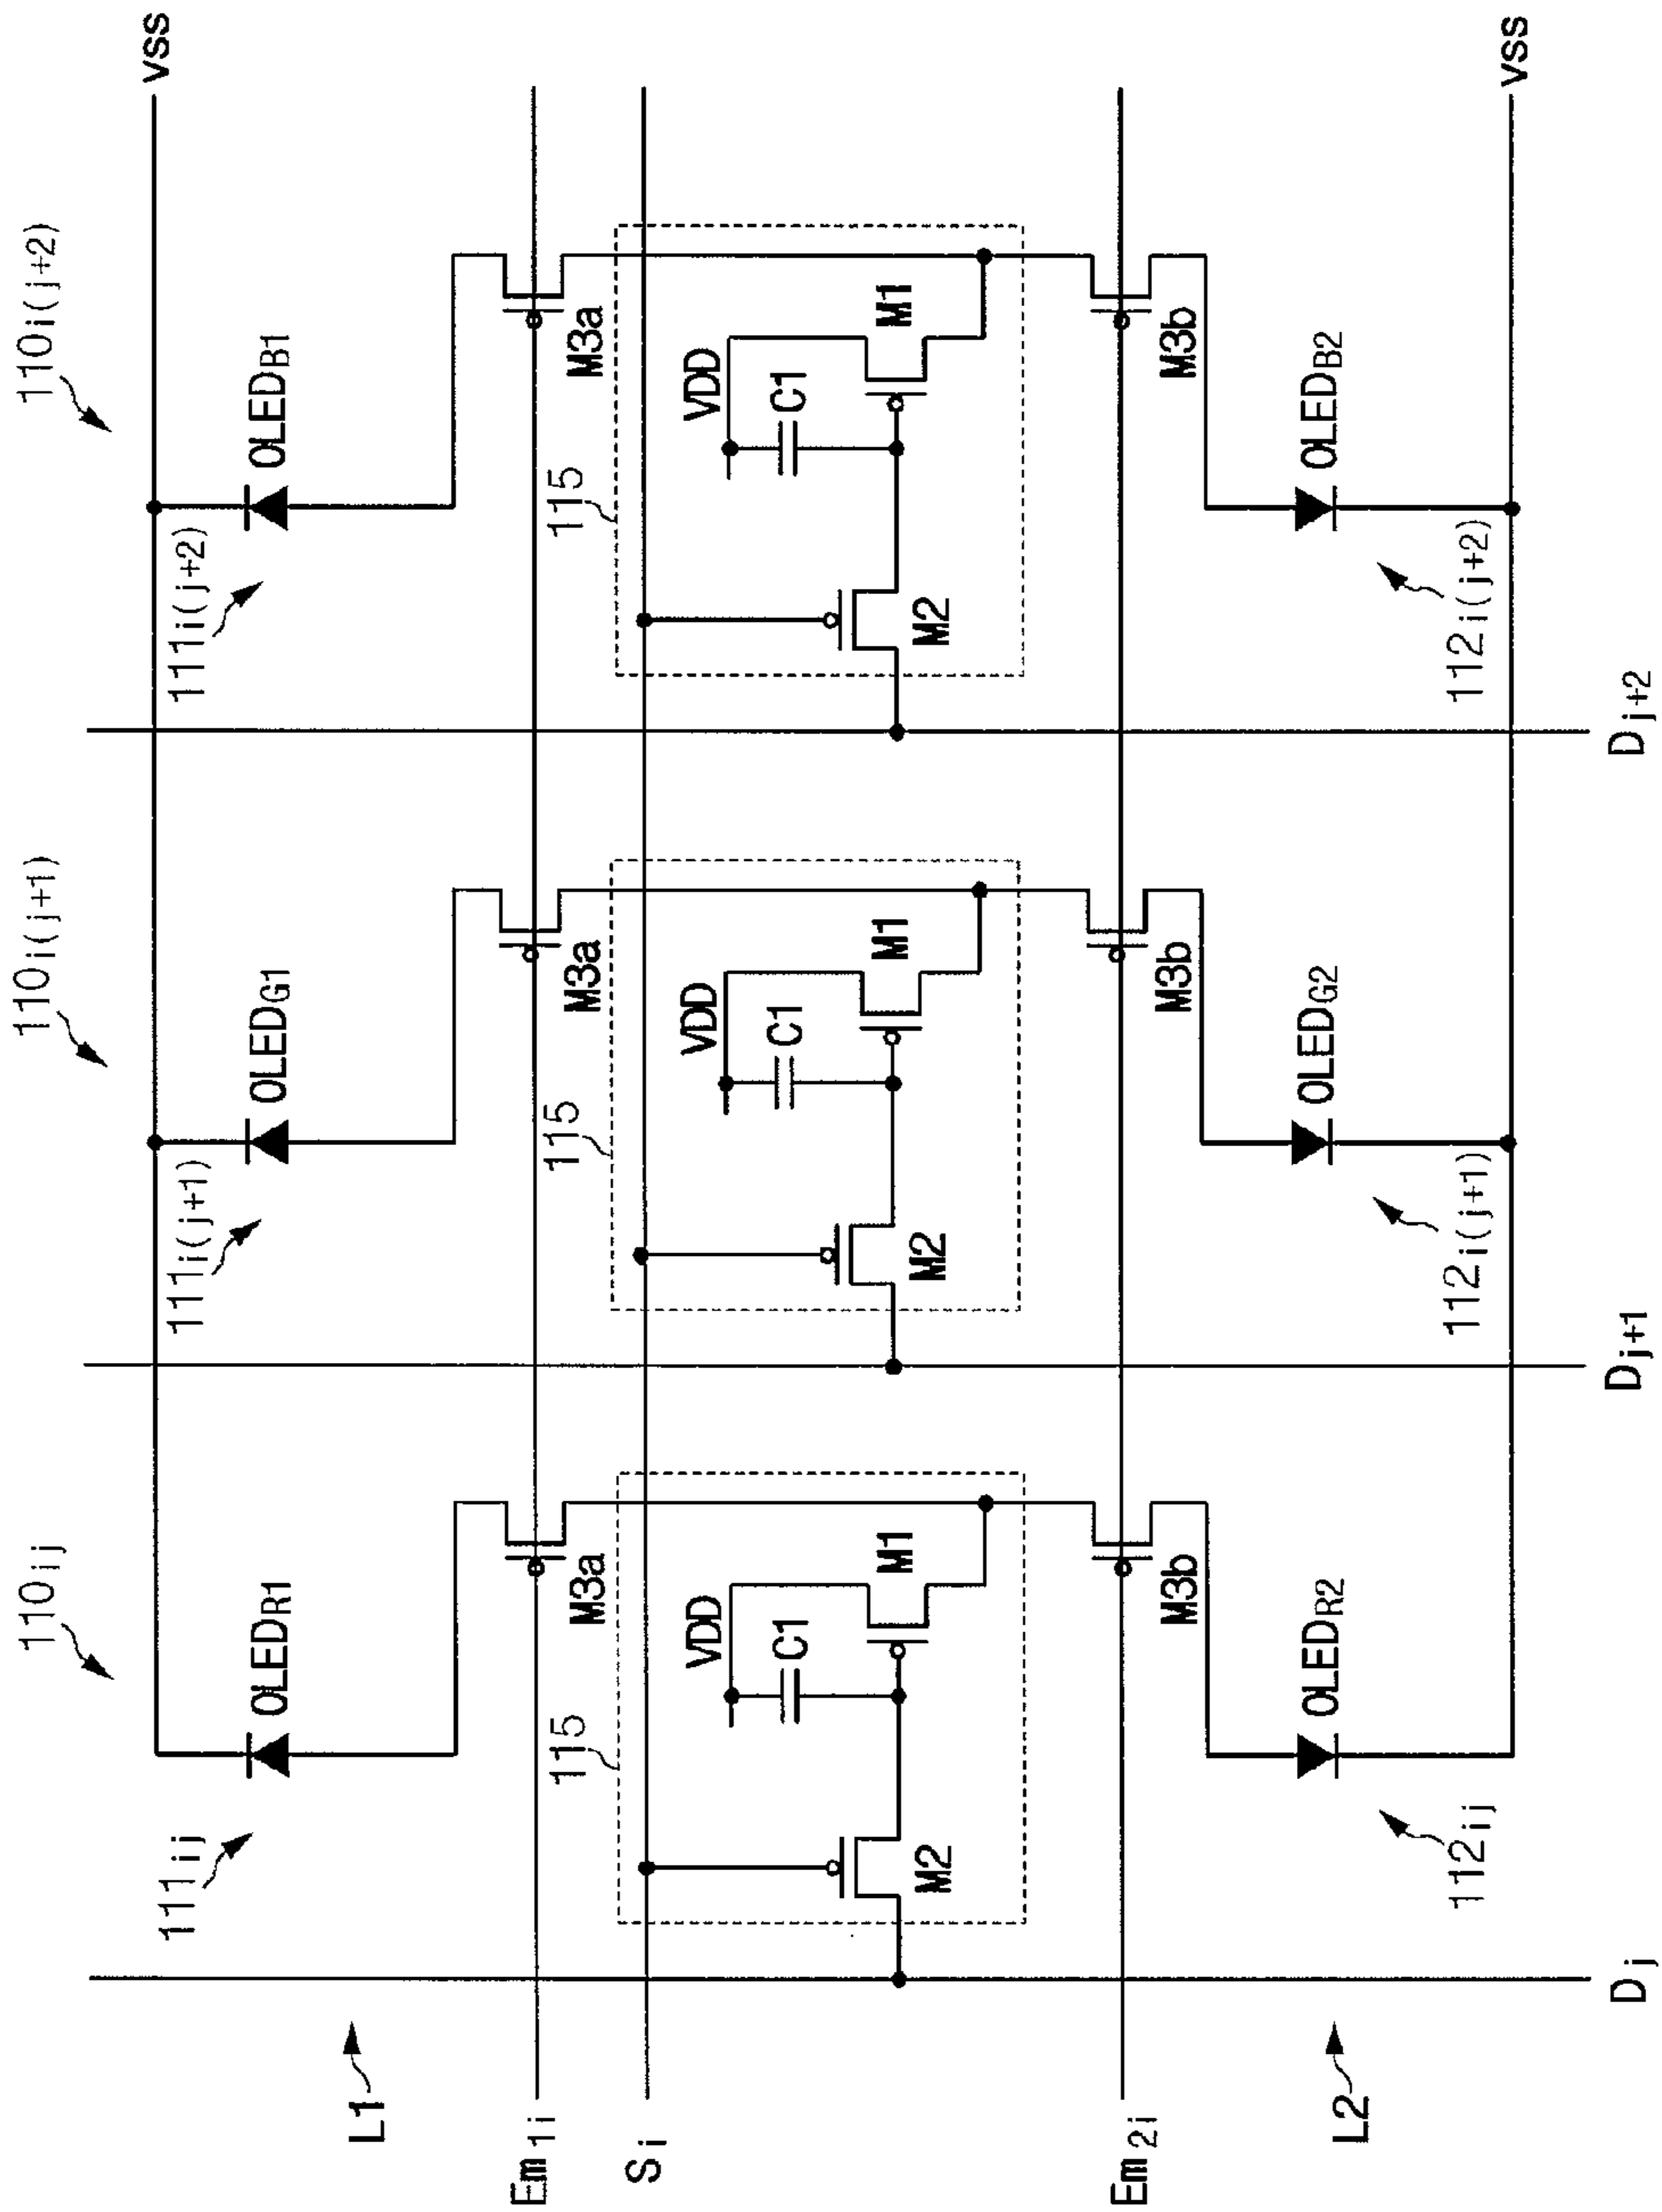 110ij
110i(j+1)
110i(j+2)
VSS
111ij
OLEDR1
111i(j+1)
OLEDG1
111i(j+2)
OLEDB1
L1
Em1i
M3a
M3a
M3a
Si
115
115
115
VDD
C1
M1
M2
VDD
C1
M1
M2
VDD
C1
M1
M2
Em2i
M3b
M3b
M3b
L2
112ij
OLEDR2
112i(j+1)
OLEDG2
112i(j+2)
OLEDB2
VSS
Dj
Dj+1
Dj+2